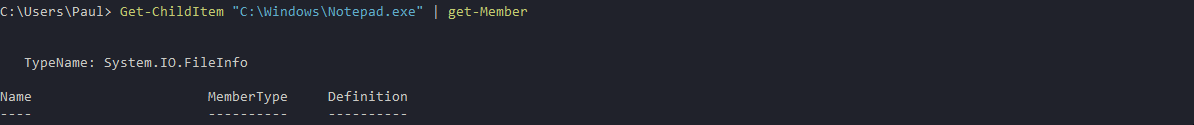 C:\Users\Paul> Get-ChildItem "C:\Windows\Notepad.exe" | get-Member
TypeName: System.IO.FileInfo
Name MemberType Definition
---- ---------- ----------